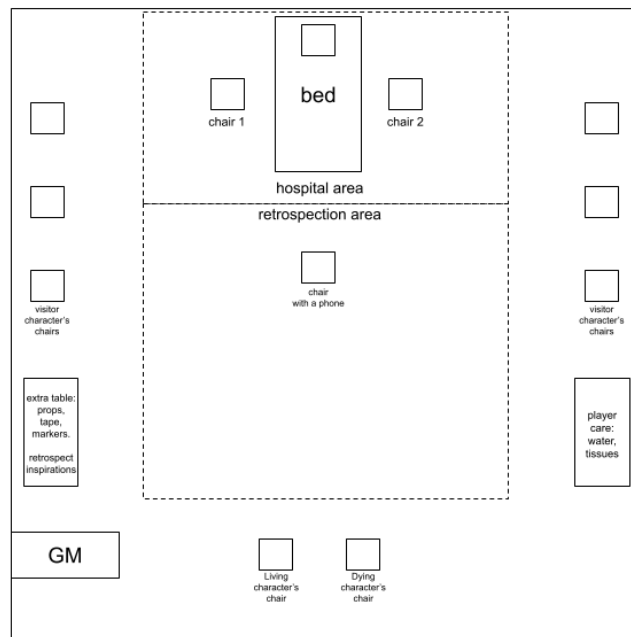 bed
chair 1
chair 2
hospital area
retrospection area
chair
with a phone
visitor
character's
chairs
visitor
character's
chairs
extra table:
props,
tape,
markers.
retrospect
inspirations
player
care:
water,
tissues
GM
Living
character's
chair
Dying
character's
chair